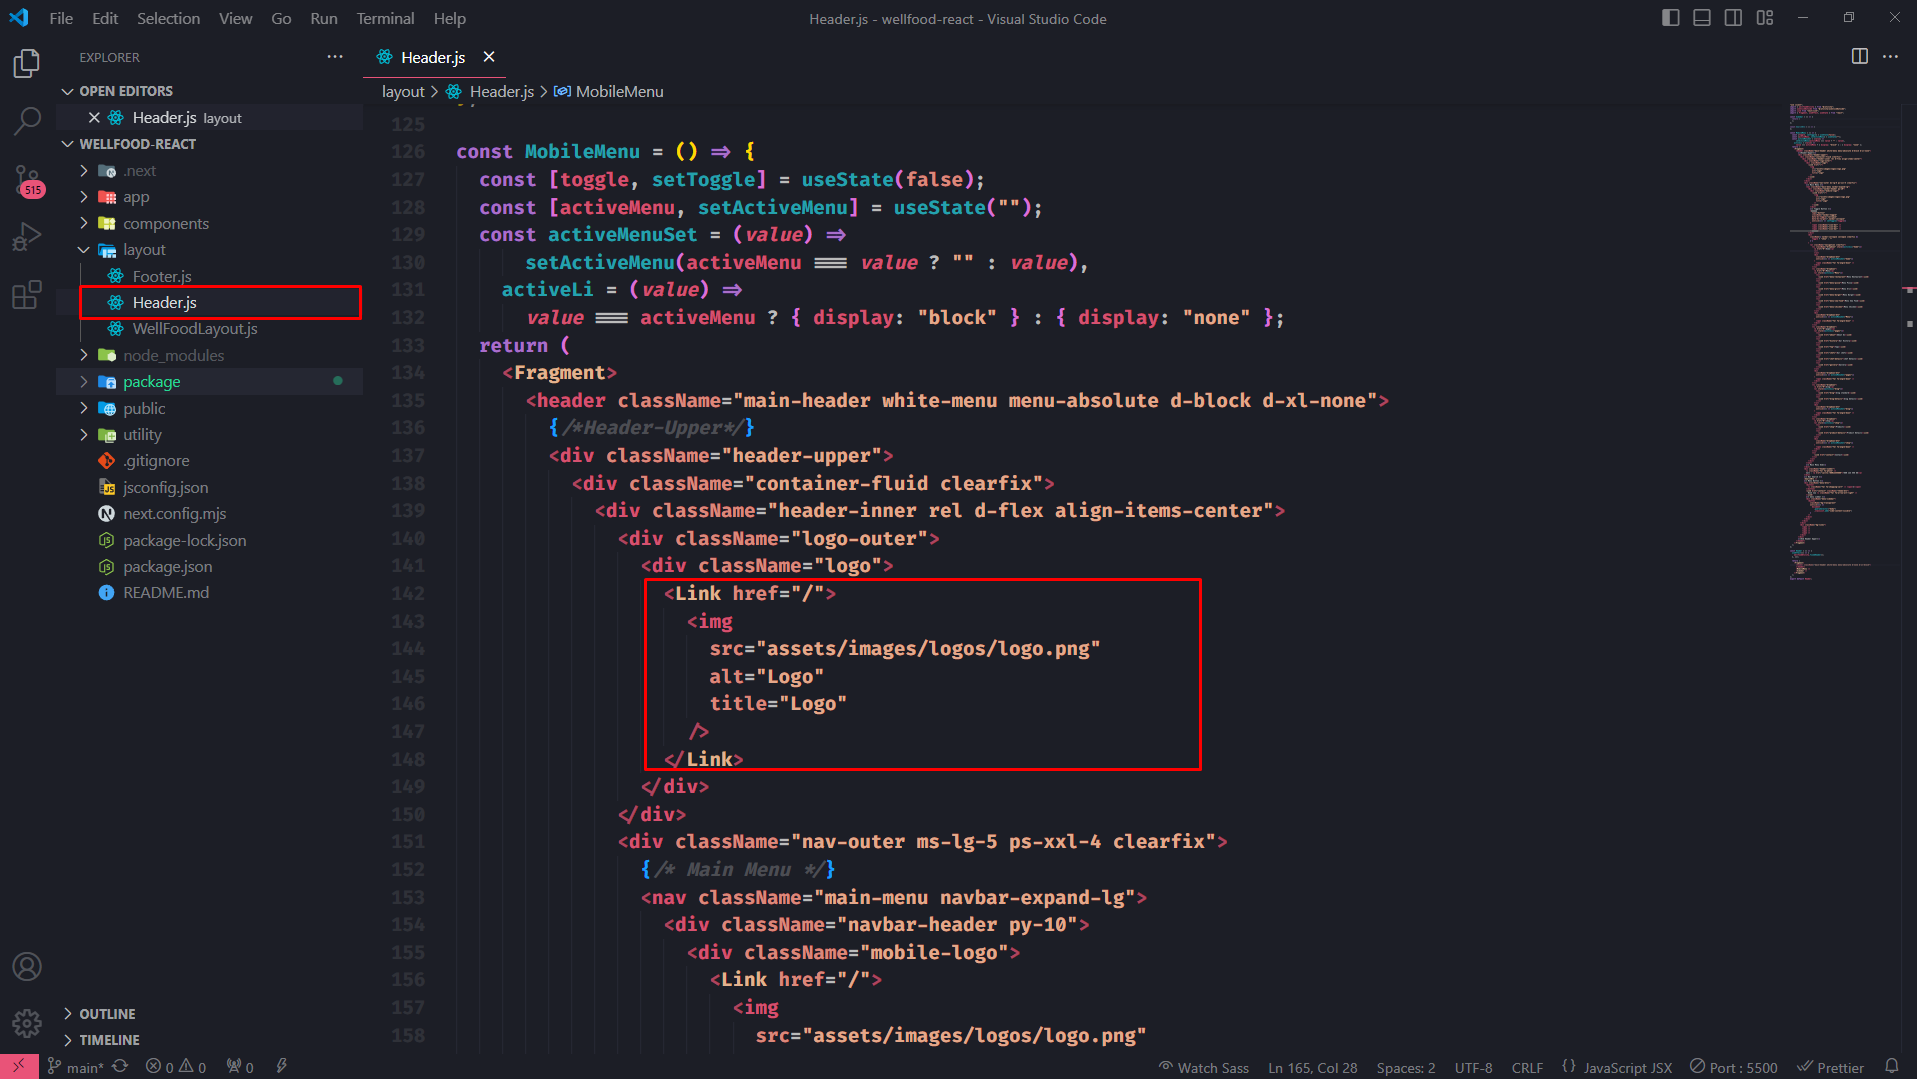 File Edit Selection View Go Run Terminal Help
Header.js - wellfood-react - Visual Studio Code
EXPLORER
OPEN EDITORS
Header.js layout
WELLFOOD-REACT
.next
app
components
layout
Footer.js
Header.js
WellFoodLayout.js
node_modules
package
public
utility
.gitignore
jsconfig.json
next.config.mjs
package-lock.json
package.json
README.md
OUTLINE
TIMELINE
515
Header.js
layout > Header.js > MobileMenu
125
126 const MobileMenu = () => {
127 const [toggle, setToggle] = useState(false);
128 const [activeMenu, setActiveMenu] = useState("");
129 const activeMenuSet = (value) =>
130 setActiveMenu(activeMenu === value ? "" : value),
131 activeLi = (value) =>
132 value === activeMenu ? { display: "block" } : { display: "none" };
133 return (
134 <Fragment>
135 <header className="main-header white-menu menu-absolute d-block d-xl-none">
136 {/*Header-Upper*/}
137 <div className="header-upper">
138 <div className="container-fluid clearfix">
139 <div className="header-inner rel d-flex align-items-center">
140 <div className="logo-outer">
141 <div className="logo">
142 <Link href="/">
143 <img
144 src="assets/images/logos/logo.png"
145 alt="Logo"
146 title="Logo"
147 />
148 </Link>
149 </div>
150 </div>
151 <div className="nav-outer ms-lg-5 ps-xxl-4 clearfix">
152 {/* Main Menu */}
153 <nav className="main-menu navbar-expand-lg">
154 <div className="navbar-header py-10">
155 <div className="mobile-logo">
156 <Link href="/">
157 <img
158 src="assets/images/logos/logo.png"
main* 0 0 0 Watch Sass Ln 165, Col 28 Spaces: 2 UTF-8 CRLF {} JavaScript JSX Port : 5500 Prettier